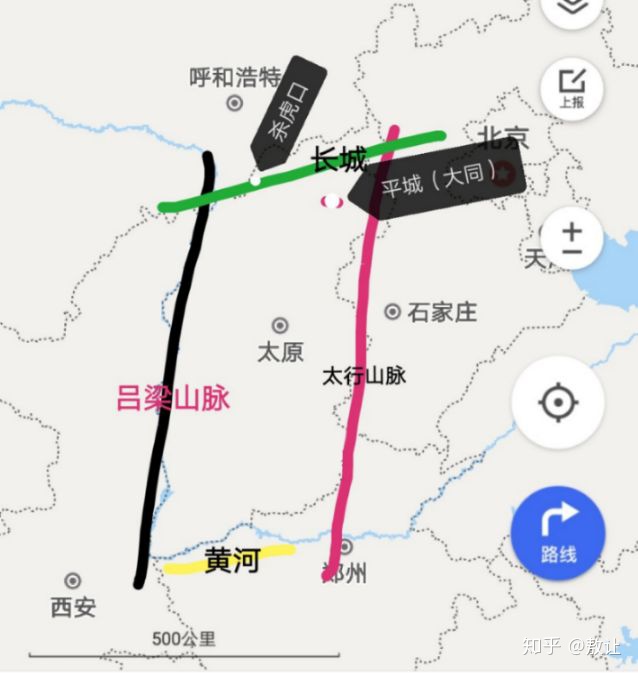 呼和浩特
杀虎口
上报
长城
北京
平城（大同）
天
石家庄
太原
太行山脉
吕梁山脉
路线
黄河
郑州
西安
500公里
知乎 @敖让